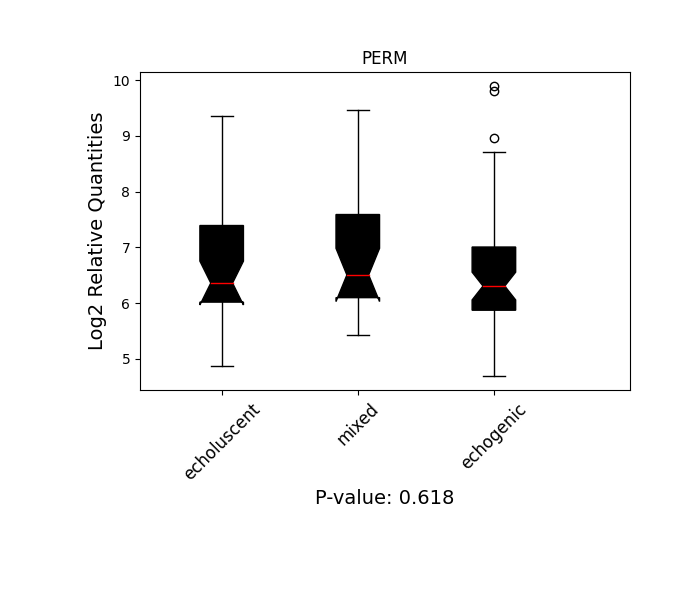 PERM
Log2 Relative Quantities
10
9
8
7
6
5
echoluscent
mixed
echogenic
P-value: 0.618